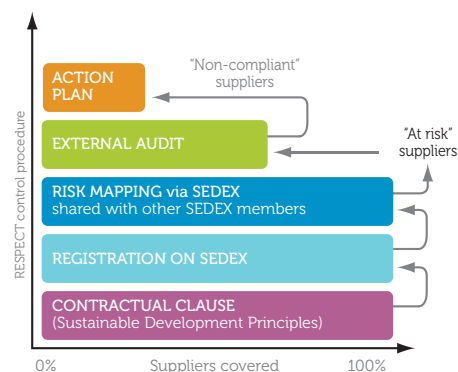 "Non-compliant"
suppliers
ACTION
PLAN
EXTERNAL AUDIT
"At risk"
suppliers
RISK MAPPING via SEDEX
shared with other SEDEX members
REGISTRATION ON SEDEX
CONTRACTUAL CLAUSE
(Sustainable Development Principles)
RESPECT control procedure
0% Suppliers covered 100%